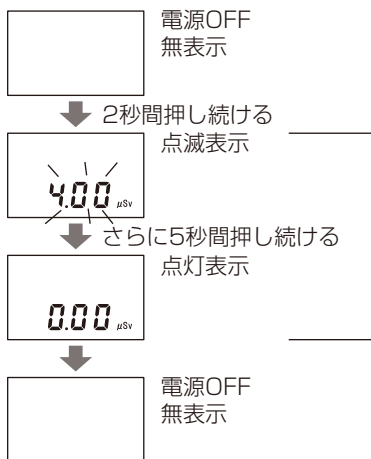 電源OFF
無表示
2秒間押し続ける
点滅表示
4.00 μSv
さらに5秒間押し続ける
点灯表示
0.00 μSv
電源OFF
無表示